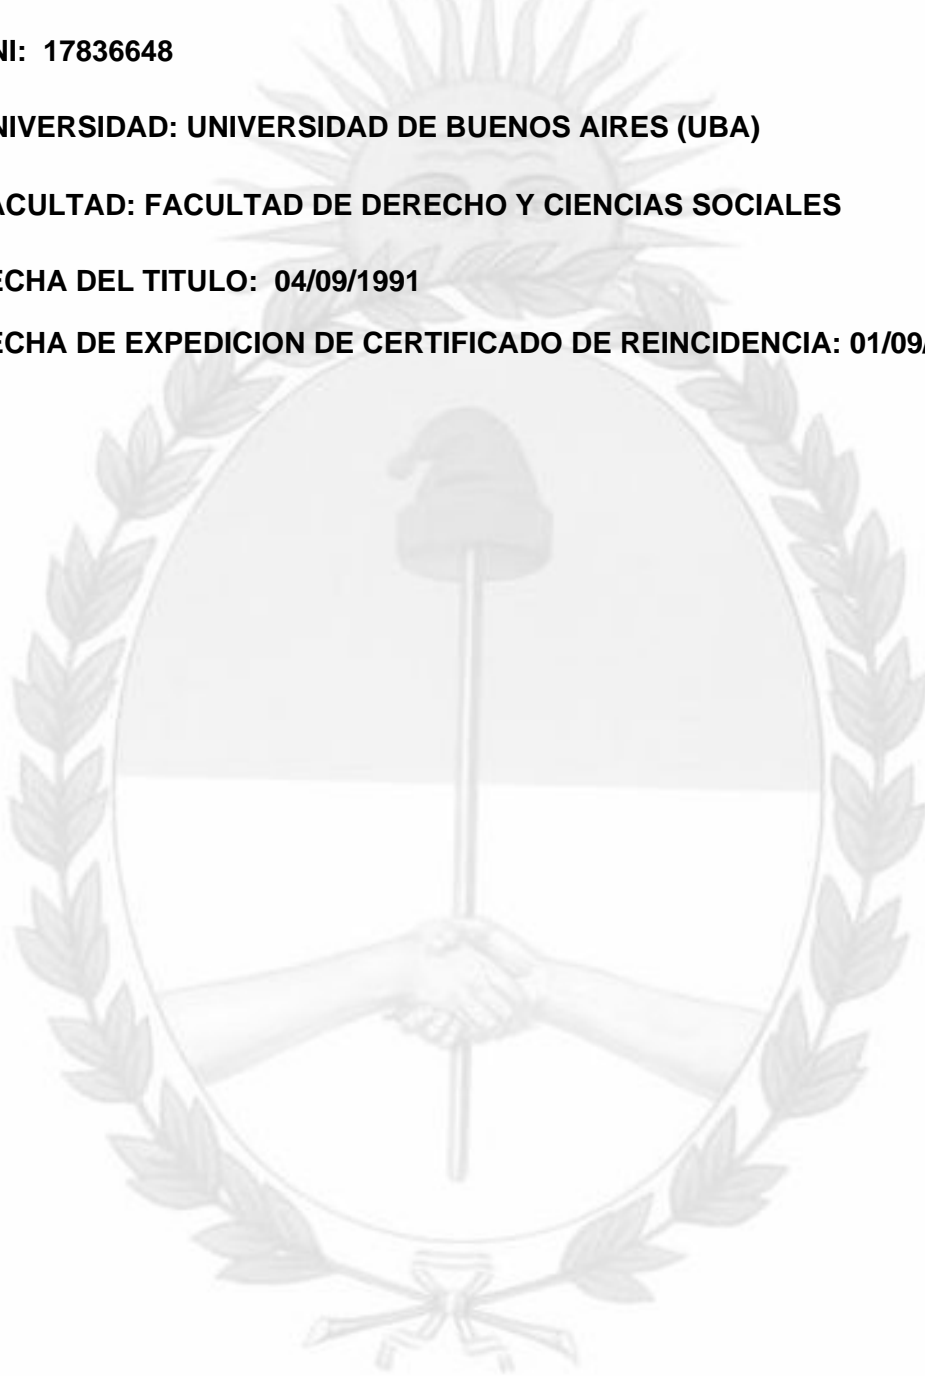 NI: 17836648
NIVERSIDAD: UNIVERSIDAD DE BUENOS AIRES (UBA)
ACULTAD: FACULTAD DE DERECHO Y CIENCIAS SOCIALES
ECHA DEL TITULO: 04/09/1991
ECHA DE EXPEDICION DE CERTIFICADO DE REINCIDENCIA: 01/09/